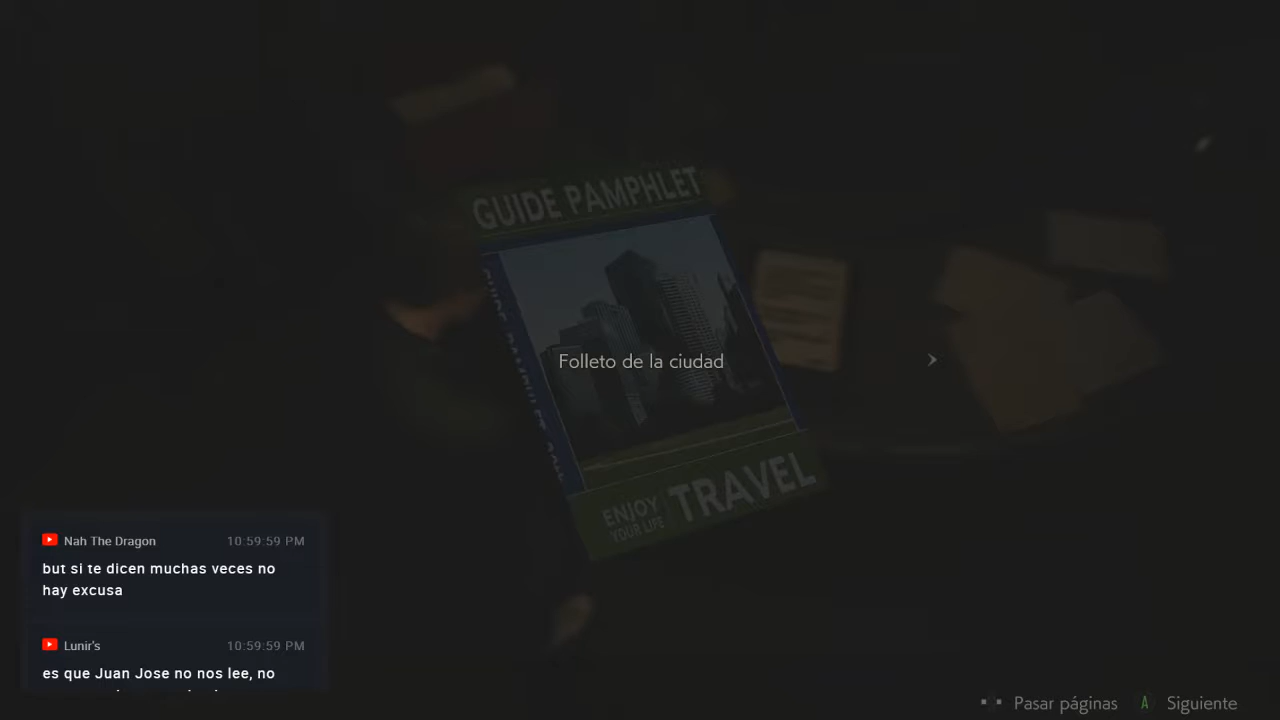 GUIDE PAMPHLET
Folleto de la ciudad
ENJOY
YOUR LIFE
TRAVEL
Nah The Dragon 10:59:59 PM
but si te dicen muchas veces no
hay excusa
Lunir's 10:59:59 PM
es que Juan Jose no nos lee, no
Pasar páginas A Siguiente